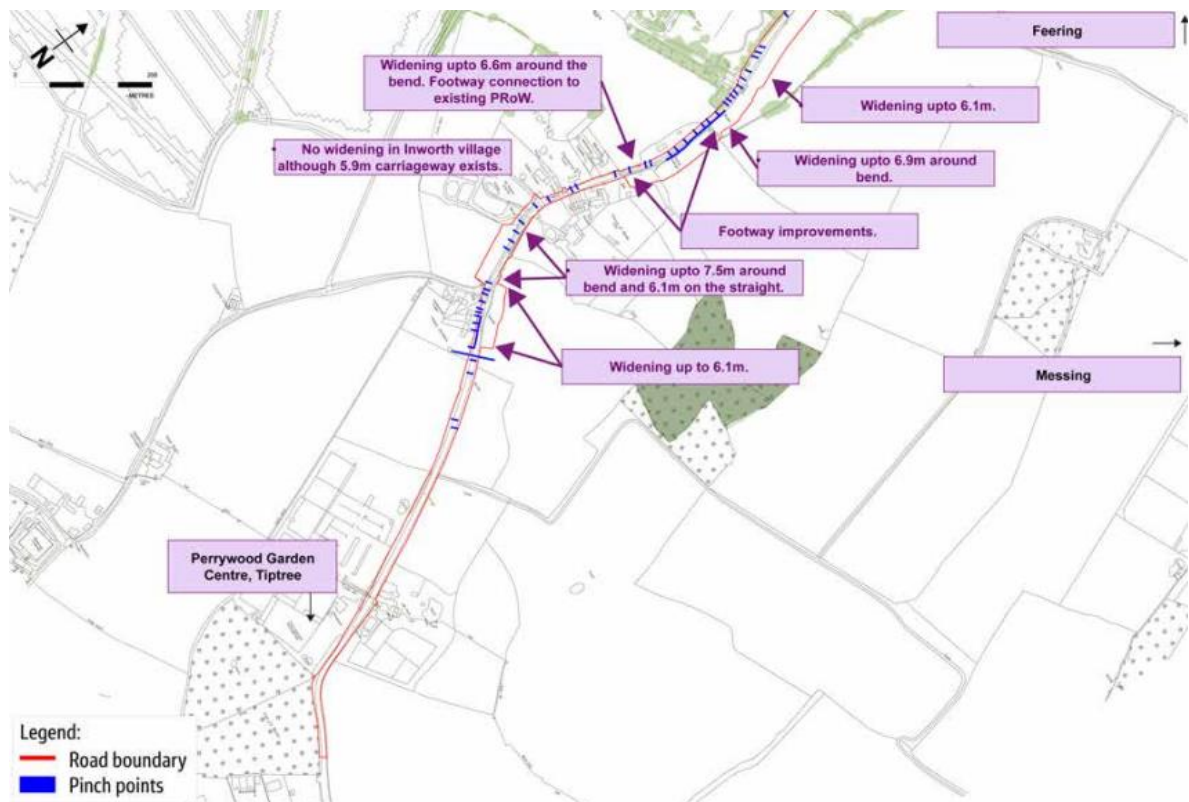 N
METRES
Feering
Widening upto 6.6m around the
bend. Footway connection to
existing PRoW.
Widening upto 6.1m.
No widening in Inworth village
although 5.9m carriageway exists.
Widening upto 6.9m around
bend.
Footway improvements.
Widening upto 7.5m around
bend and 6.1m on the straight.
Widening up to 6.1m.
Messing
Perrywood Garden
Centre, Tiptree
Legend:
Road boundary
Pinch points